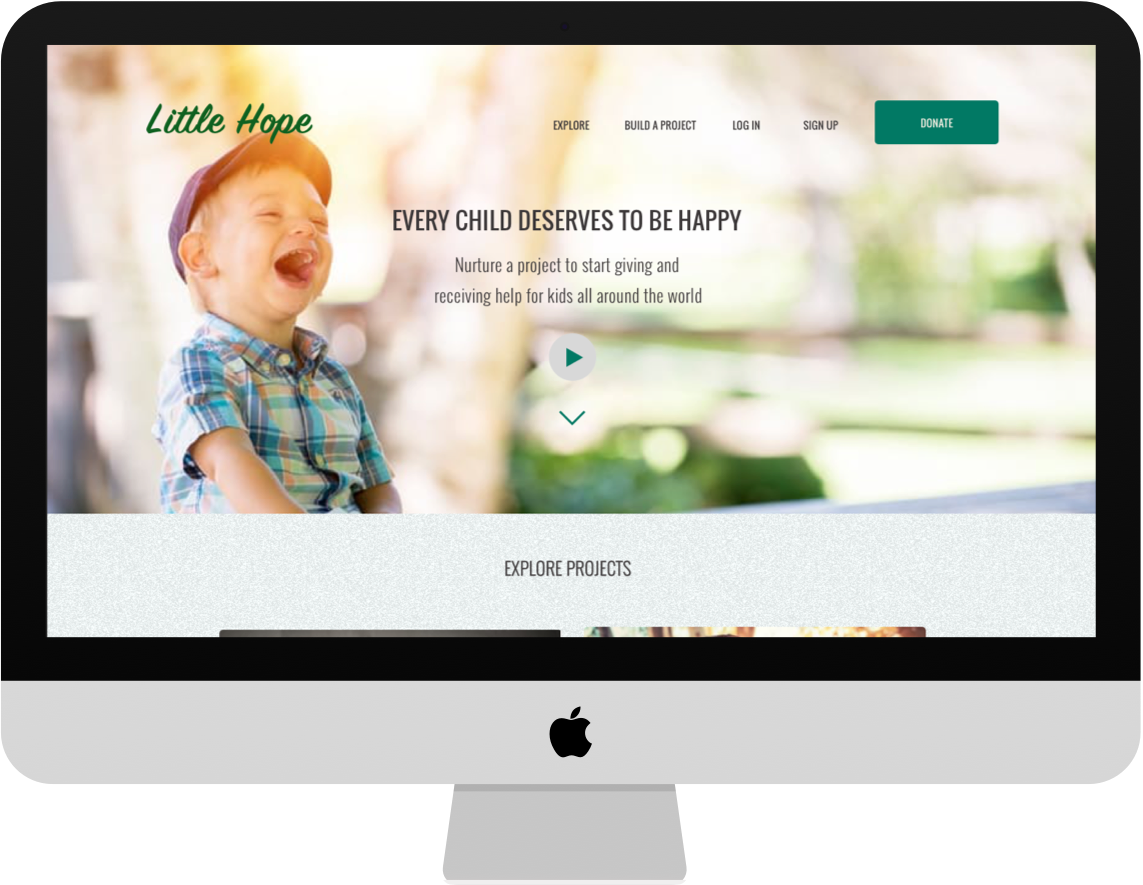 Little Hope
EXPLORE
BUILD A PROJECT
LOG IN
SIGN UP
DONATE
EVERY CHILD DESERVES TO BE HAPPY
Nurture a project to start giving and
receiving help for kids all around the world
EXPLORE PROJECTS